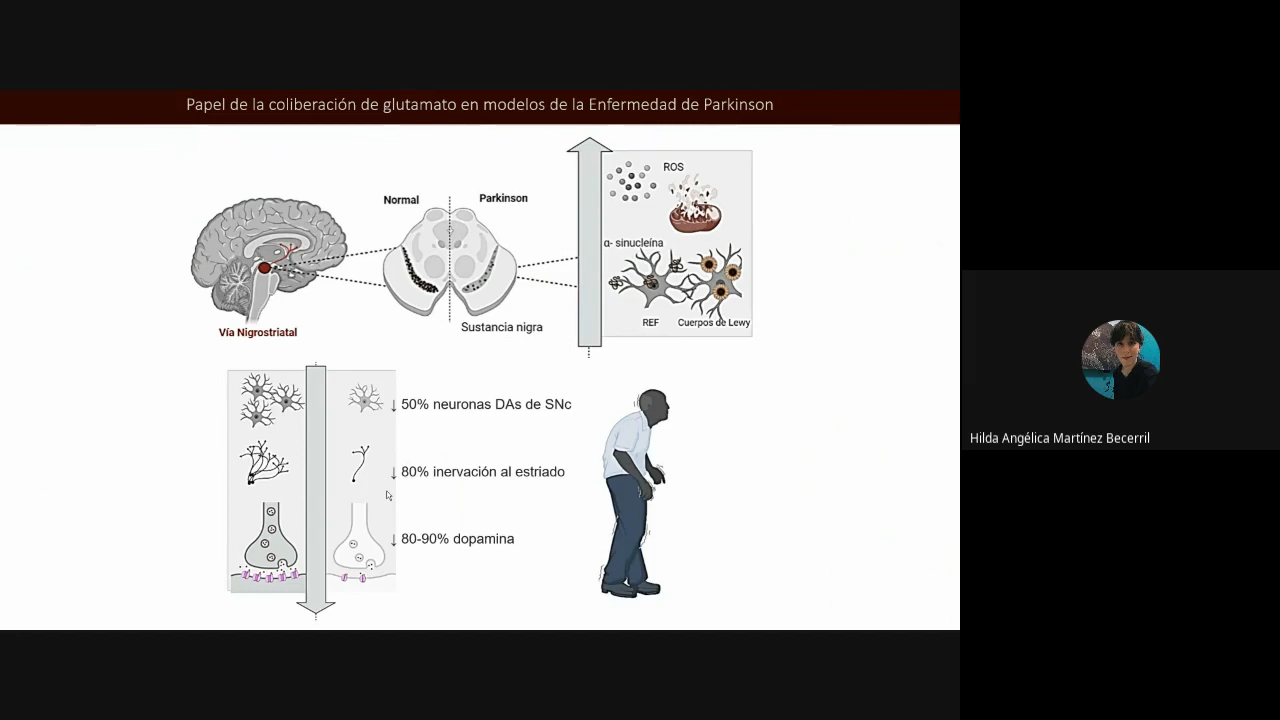 Papel de la coliberación de glutamato en modelos de la Enfermedad de Parkinson
Normal
Parkinson
ROS
α- sinucleína
REF
Cuerpos de Lewy
Vía Nigrostriatal
Sustancia nigra
↓ 50% neuronas DAs de SNc
↓ 80% inervación al estriado
↓ 80-90% dopamina
Hilda Angélica Martínez Becerril